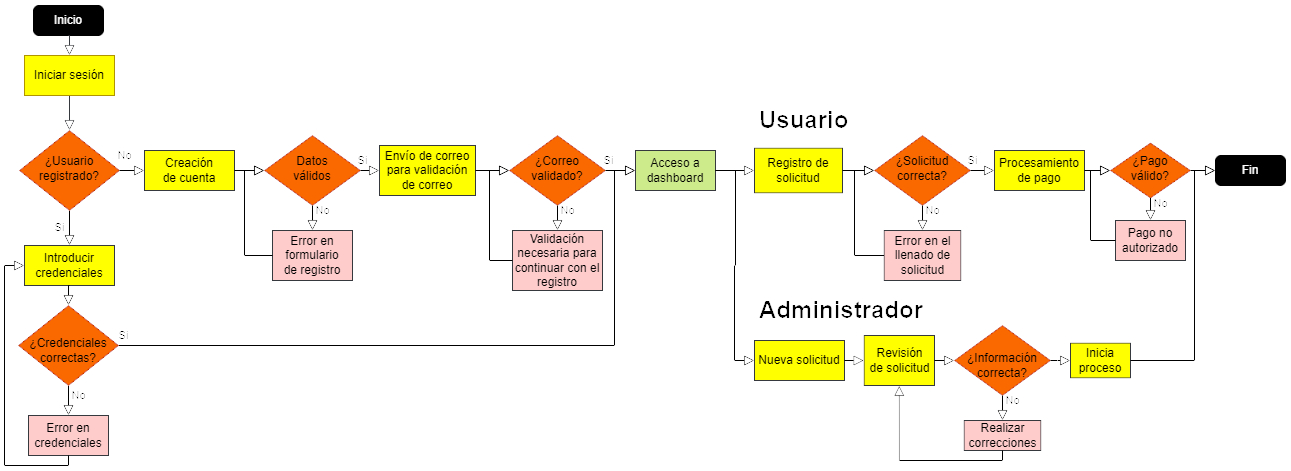 Inicio
Iniciar sesión
¿Usuario
registrado?
No
Creación
de cuenta
Datos
válidos
Si
No
Error en
formulario
de registro
Envío de correo
para validación
de correo
¿Correo
validado?
Si
No
Validación
necesaria para
continuar con el
registro
Acceso a
dashboard
Si
Introducir
credenciales
¿Credenciales
correctas?
Si
No
Error en
credenciales
Usuario
Registro de
solicitud
¿Solicitud
correcta?
Si
No
Error en el
llenado de
solicitud
Procesamiento
de pago
¿Pago
válido?
No
Pago no
autorizado
Fin
Administrador
Nueva solicitud
Revisión
de solicitud
¿Información
correcta?
No
Realizar
correcciones
Inicia
proceso